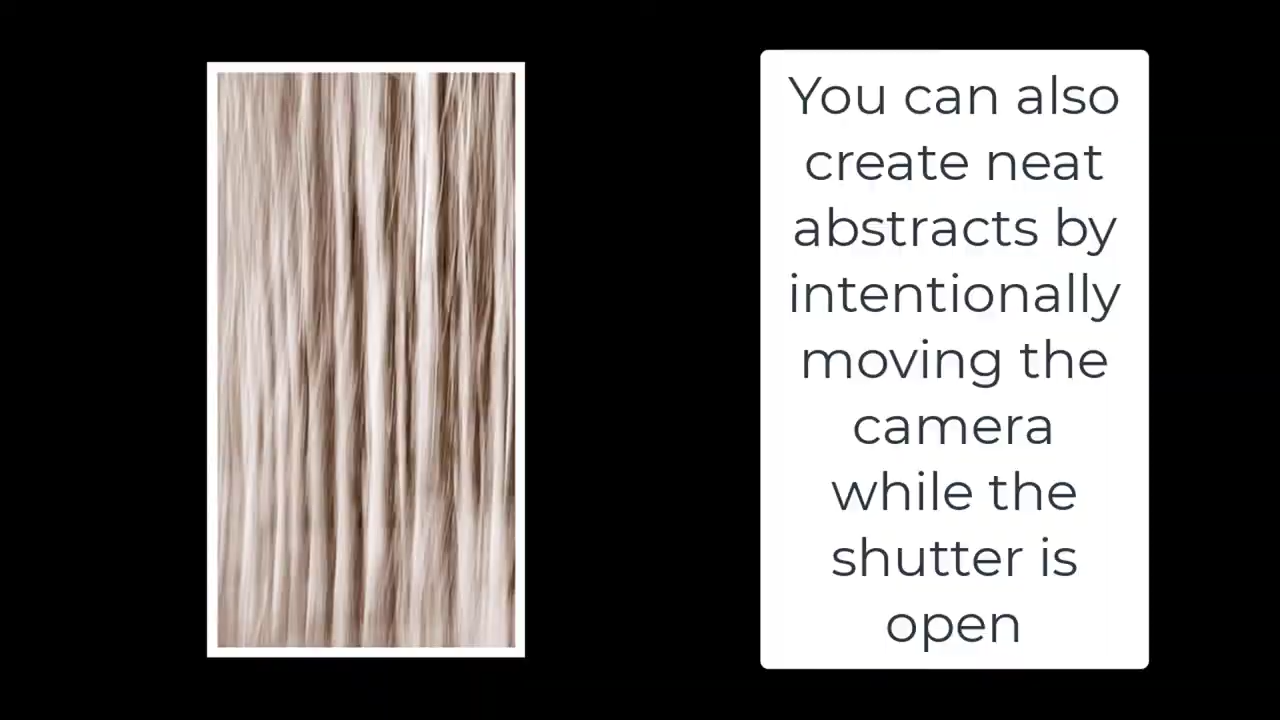 You can also
create neat
abstracts by
intentionally
moving the
camera
while the
shutter is
open